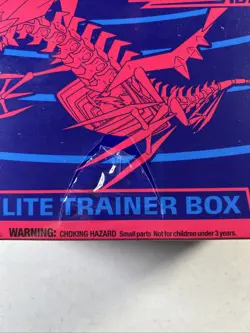 LITE TRAINER BOX
WARNING: CHOKING HAZARD Small parts Not for children under 3 years.